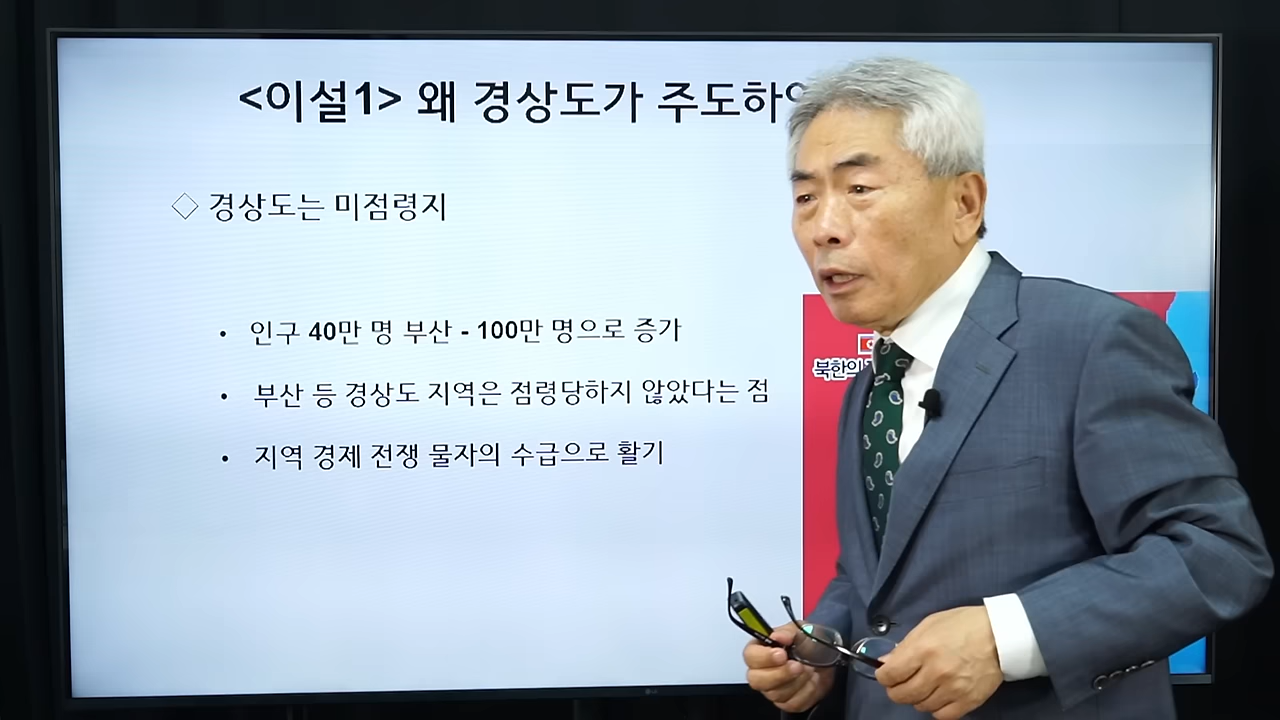 <이설1> 왜 경상도가 주도하
◇ 경상도는 미점령지
• 인구 40만 명 부산 - 100만 명으로 증가
• 부산 등 경상도 지역은 점령당하지 않았다는 점
• 지역 경제 전쟁 물자의 수급으로 활기
북한의
LG